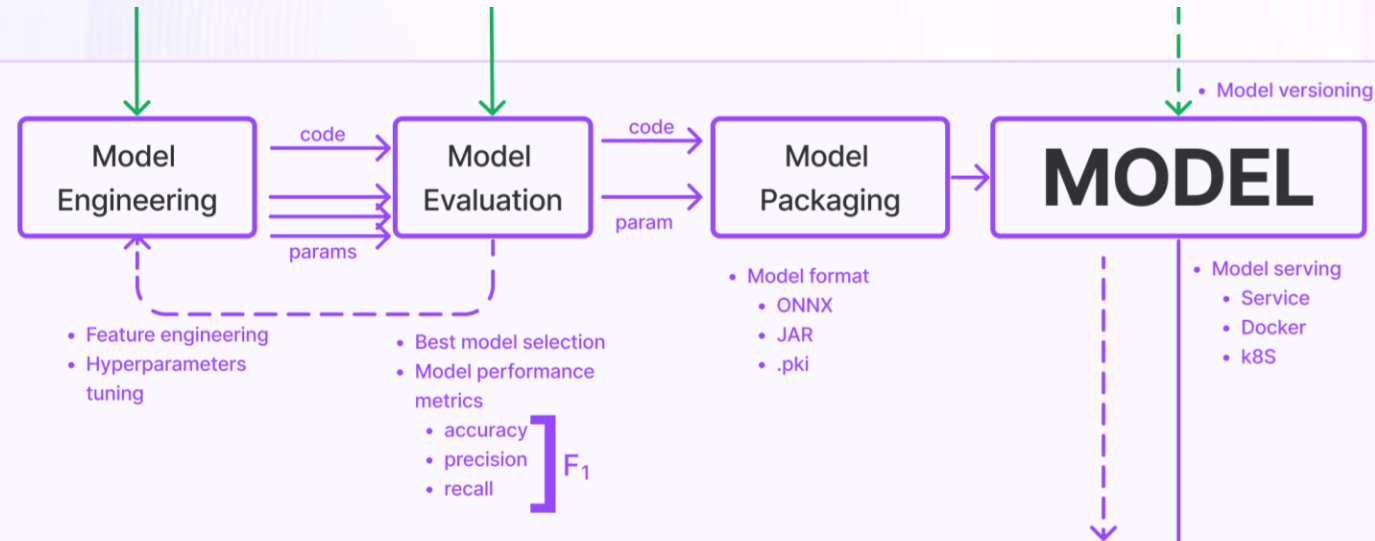 • Model versioning
Model
Engineering
code
params
Model
Evaluation
code
param
Model
Packaging
MODEL
• Feature engineering
• Hyperparameters
tuning
• Best model selection
• Model performance
metrics
• accuracy
• precision
• recall
F₁
• Model format
• ONNX
• JAR
• .pki
• Model serving
• Service
• Docker
• k8S